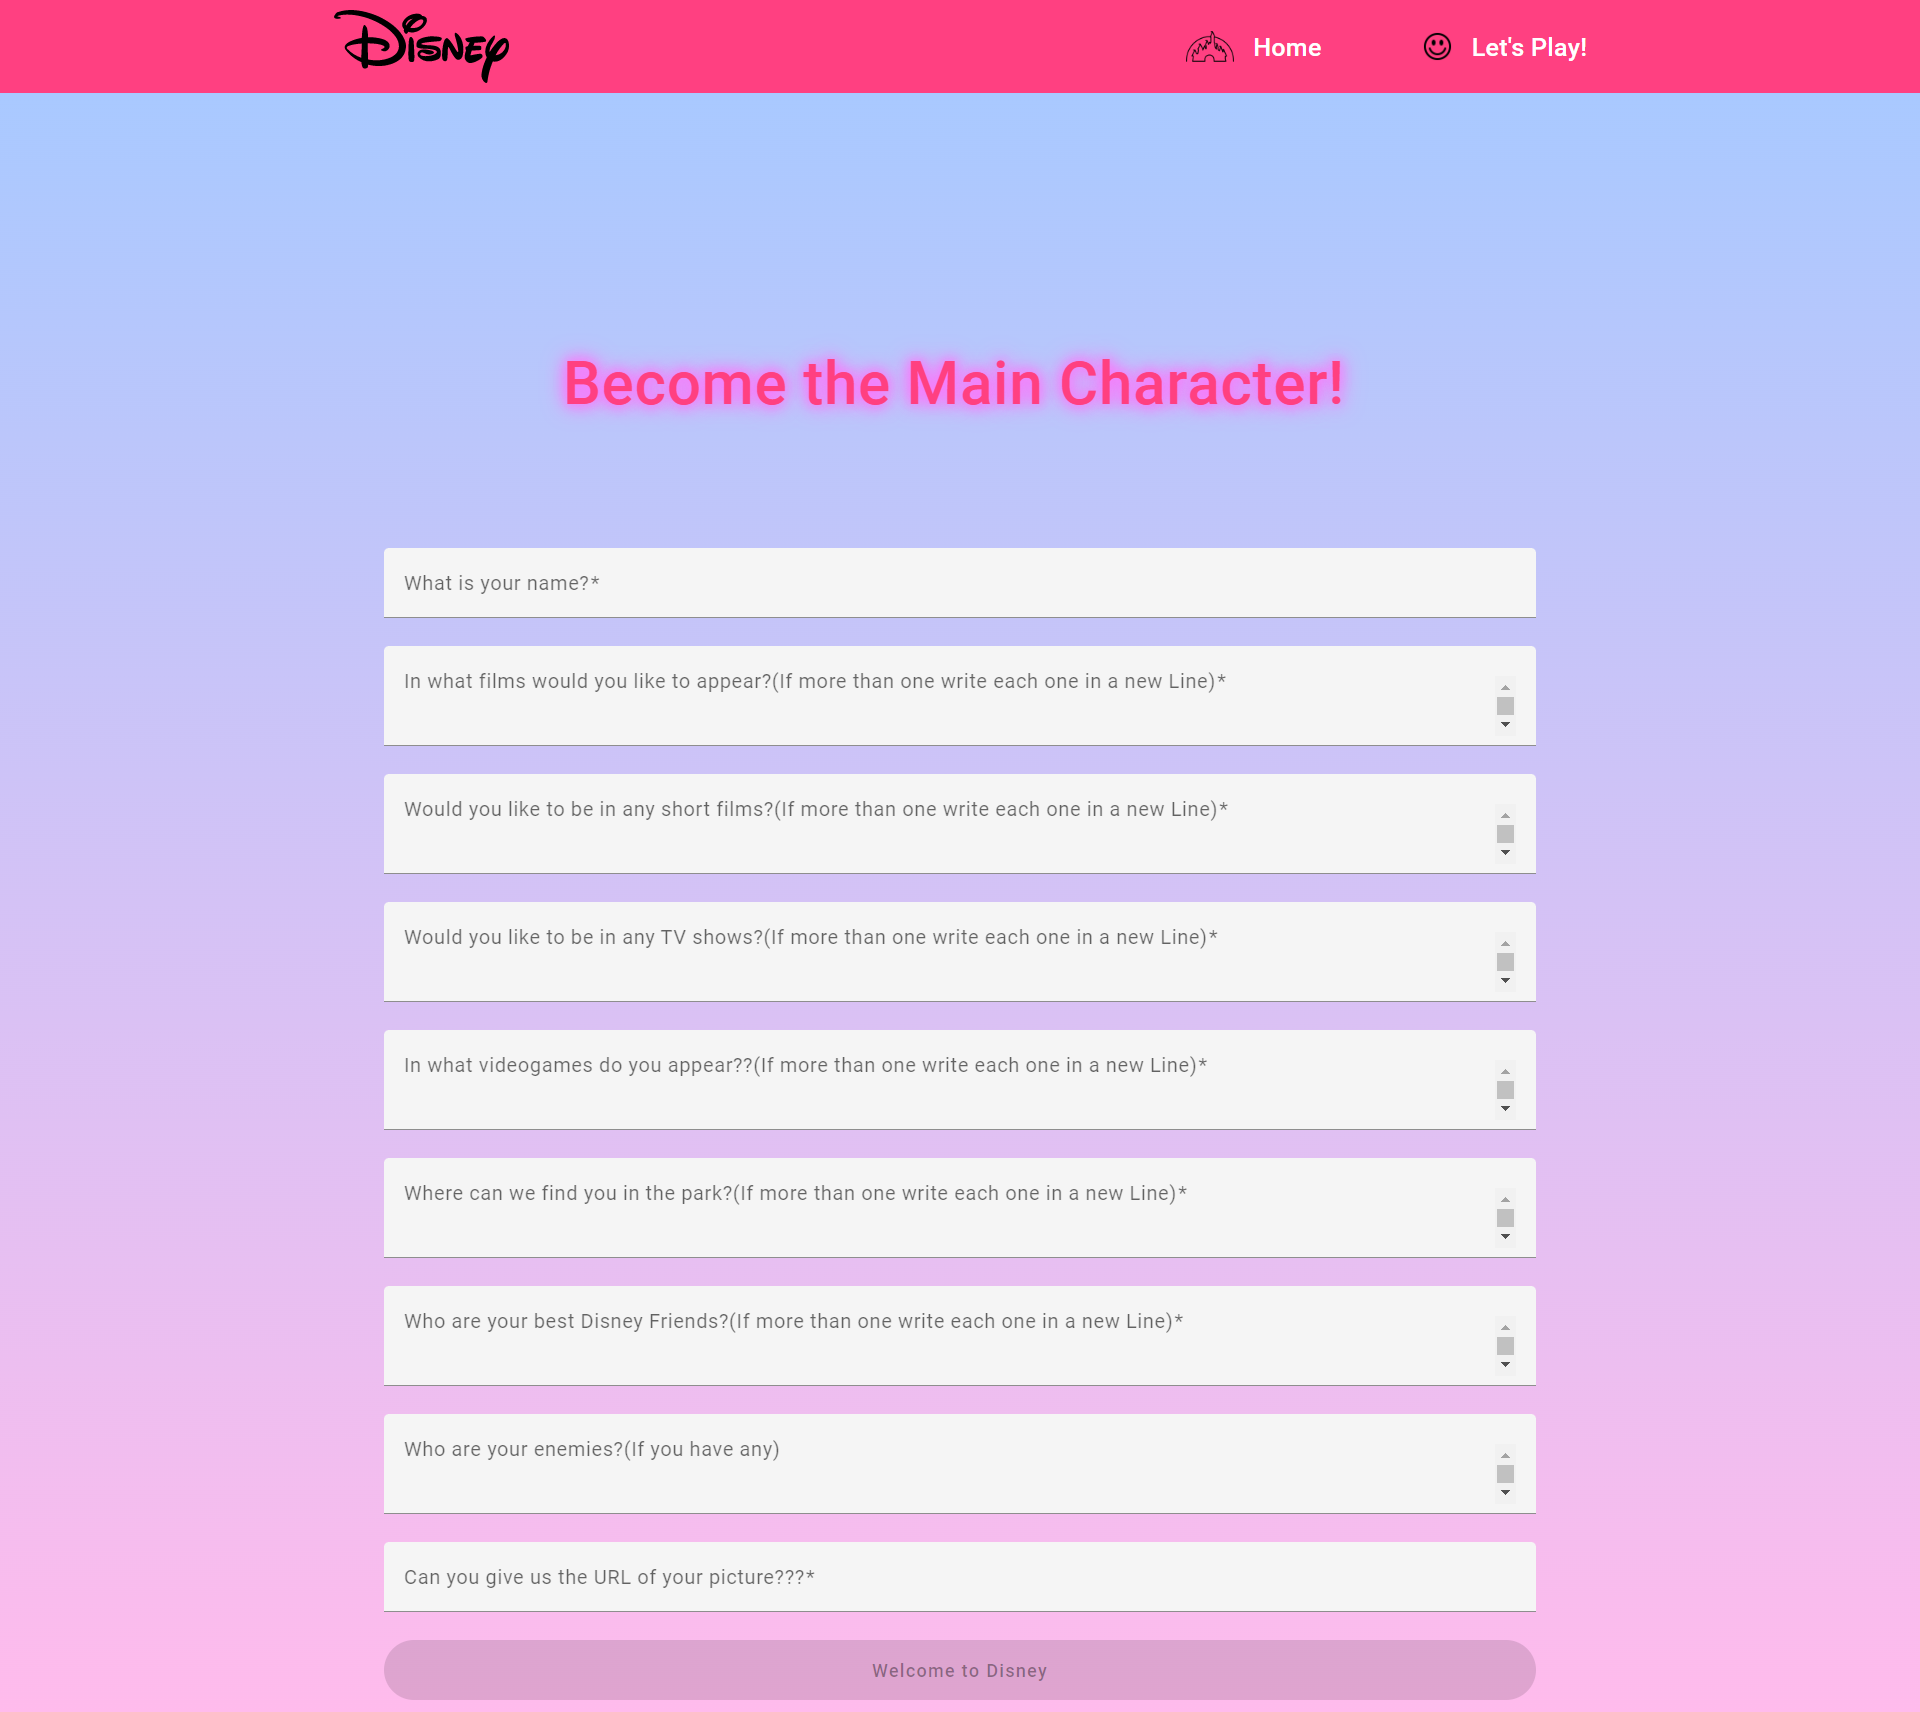 Disney
Home
Let's Play!
Become the Main Character!
What is your name?*
In what films would you like to appear?(If more than one write each one in a new Line)*
Would you like to be in any short films?(If more than one write each one in a new Line)*
Would you like to be in any TV shows?(If more than one write each one in a new Line)*
In what videogames do you appear??(If more than one write each one in a new Line)*
Where can we find you in the park?(If more than one write each one in a new Line)*
Who are your best Disney Friends?(If more than one write each one in a new Line)*
Who are your enemies?(If you have any)
Can you give us the URL of your picture???*
Welcome to Disney